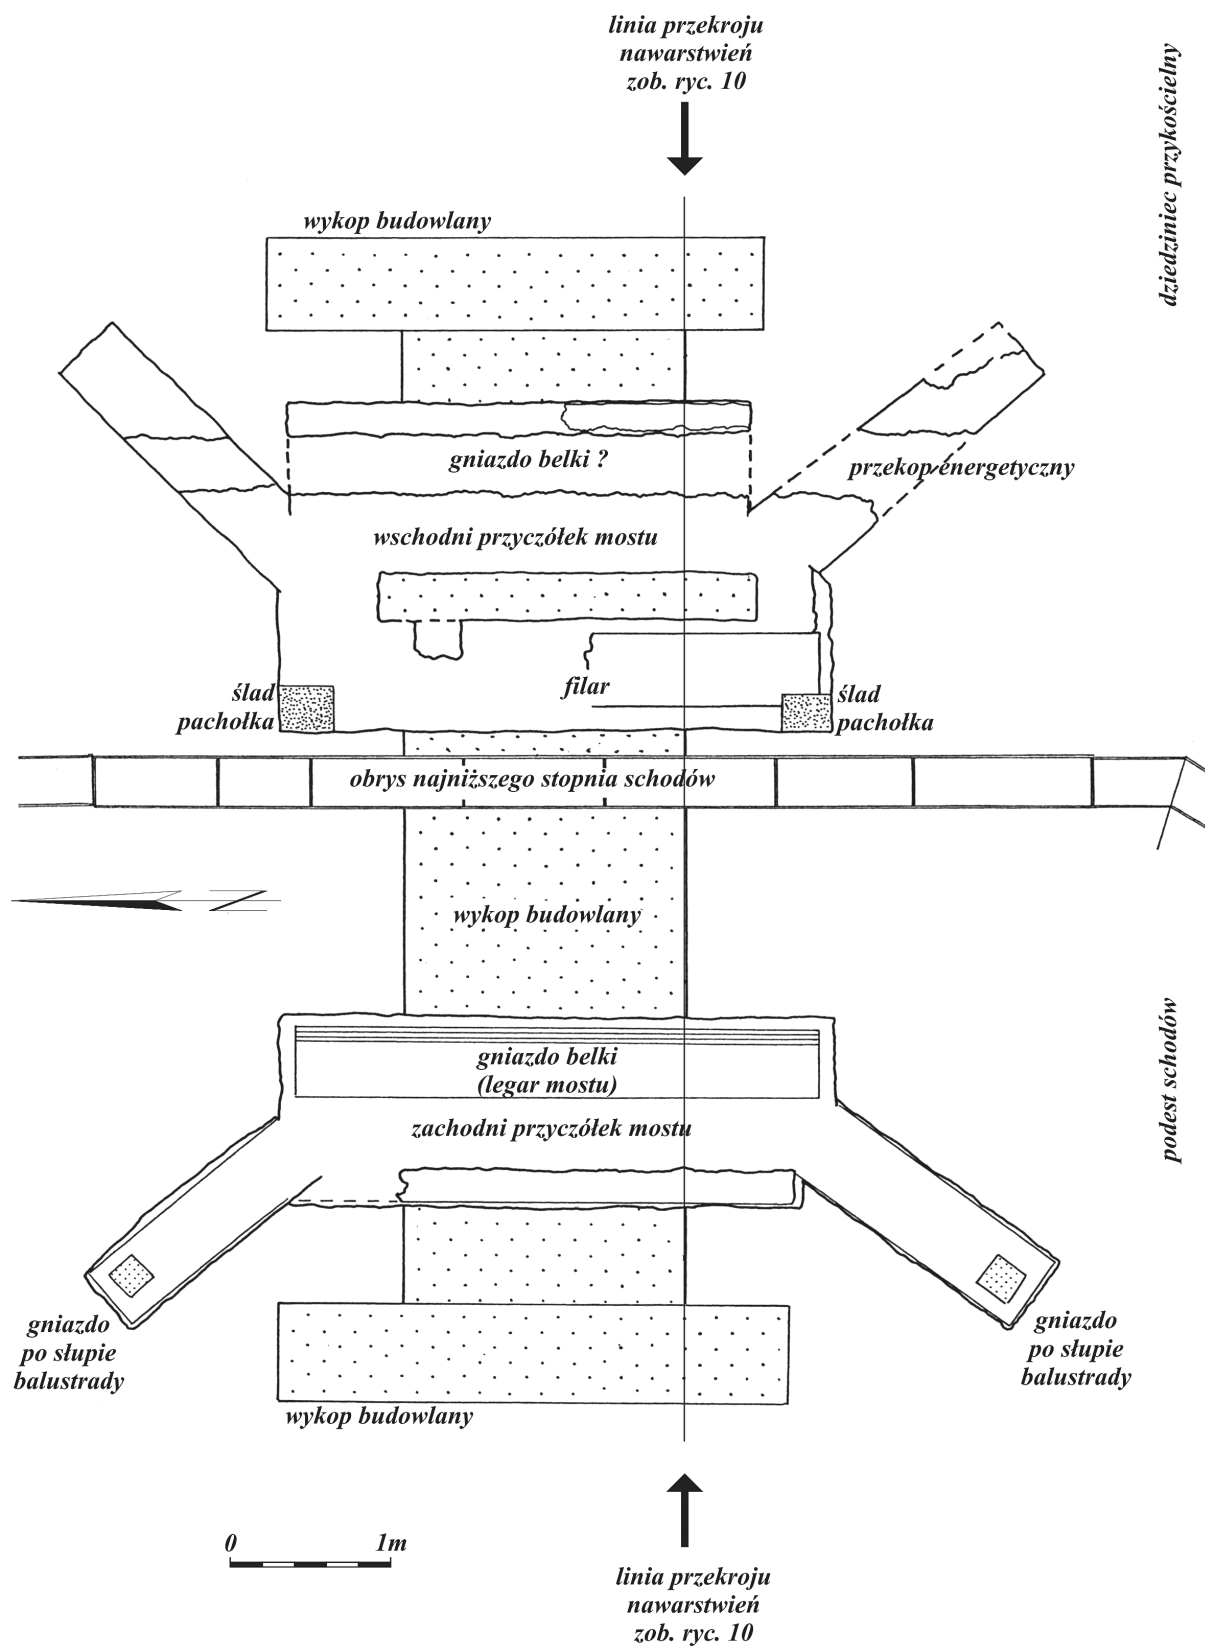 linia przekroju
nawarstwień
zob. ryc. 10
dziedziniec przykościelny
wykop budowlany
gniazdo belki ?
przekop energetyczny
wschodni przyczółek mostu
filar
ślad
pachołka
ślad
pachołka
obrys najniższego stopnia schodów
N
wykop budowlany
gniazdo belki
(legar mostu)
zachodni przyczółek mostu
podest schodów
gniazdo
po słupie
balustrady
gniazdo
po słupie
balustrady
wykop budowlany
0 1m
linia przekroju
nawarstwień
zob. ryc. 10